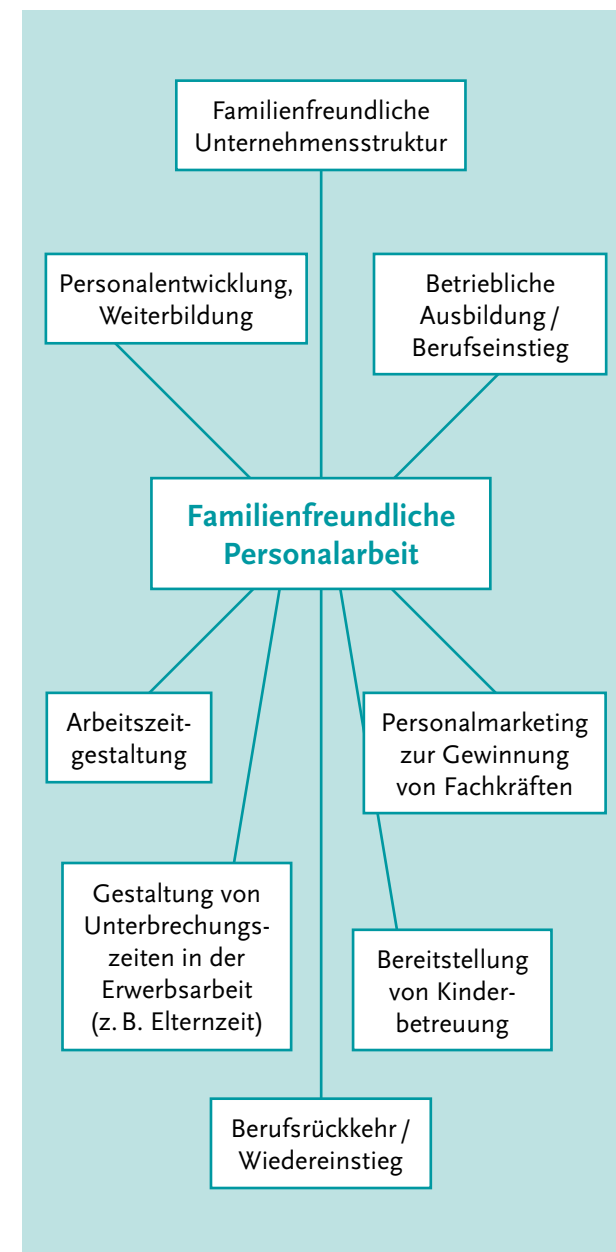 Familienfreundliche
Unternehmensstruktur
Personalentwicklung,
Weiterbildung
Betriebliche
Ausbildung /
Berufseinstieg
Familienfreundliche
Personalarbeit
Arbeitszeit-
gestaltung
Personalmarketing
zur Gewinnung
von Fachkräften
Gestaltung von
Unterbrechungs-
zeiten in der
Erwerbsarbeit
(z. B. Elternzeit)
Bereitstellung
von Kinder-
betreuung
Berufsrückkehr /
Wiedereinstieg